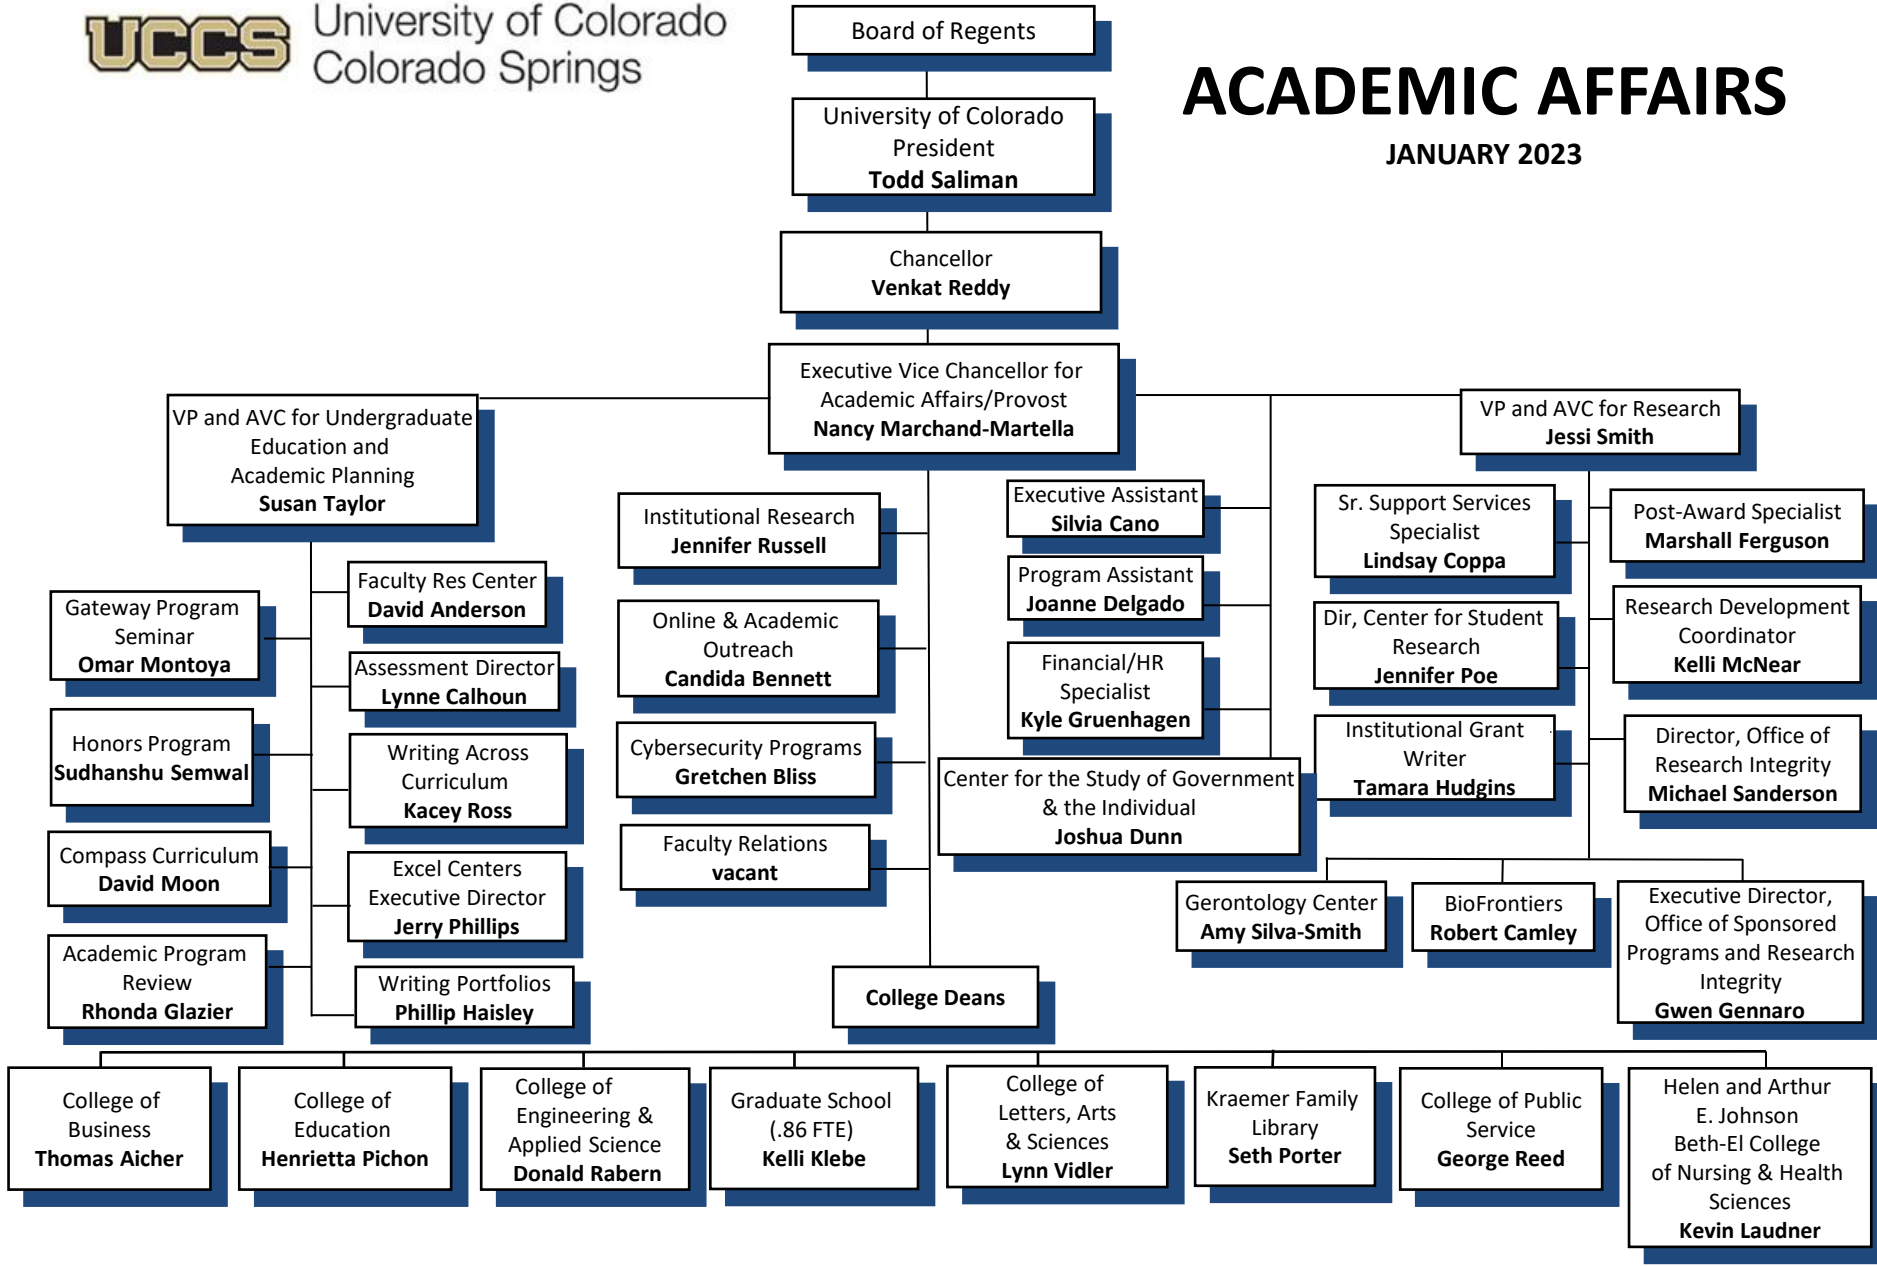 UCCS
University of Colorado
Colorado Springs
ACADEMIC AFFAIRS
JANUARY 2023
Board of Regents
University of Colorado
President
Todd Saliman
Chancellor
Venkat Reddy
Executive Vice Chancellor for
Academic Affairs/Provost
Nancy Marchand-Martella
VP and AVC for Undergraduate
Education and
Academic Planning
Susan Taylor
Gateway Program
Seminar
Omar Montoya
Honors Program
Sudhanshu Semwal
Compass Curriculum
David Moon
Academic Program
Review
Rhonda Glazier
Faculty Res Center
David Anderson
Assessment Director
Lynne Calhoun
Writing Across
Curriculum
Kacey Ross
Excel Centers
Executive Director
Jerry Phillips
Writing Portfolios
Phillip Haisley
Institutional Research
Jennifer Russell
Online & Academic
Outreach
Candida Bennett
Cybersecurity Programs
Gretchen Bliss
Faculty Relations
vacant
Executive Assistant
Silvia Cano
Program Assistant
Joanne Delgado
Financial/HR
Specialist
Kyle Gruenhagen
Center for the Study of Government
& the Individual
Joshua Dunn
VP and AVC for Research
Jessi Smith
Sr. Support Services
Specialist
Lindsay Coppa
Dir, Center for Student
Research
Jennifer Poe
Institutional Grant
Writer
Tamara Hudgins
Post-Award Specialist
Marshall Ferguson
Research Development
Coordinator
Kelli McNear
Director, Office of
Research Integrity
Michael Sanderson
Gerontology Center
Amy Silva-Smith
BioFrontiers
Robert Camley
Executive Director,
Office of Sponsored
Programs and Research
Integrity
Gwen Gennaro
College Deans
College of
Business
Thomas Aicher
College of
Education
Henrietta Pichon
College of
Engineering &
Applied Science
Donald Rabern
Graduate School
(.86 FTE)
Kelli Klebe
College of
Letters, Arts
& Sciences
Lynn Vidler
Kraemer Family
Library
Seth Porter
College of Public
Service
George Reed
Helen and Arthur
E. Johnson
Beth-El College
of Nursing & Health
Sciences
Kevin Laudner